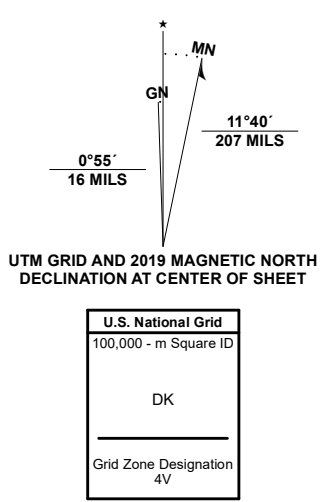 ★
MN
GN
11°40´
207 MILS
0°55´
16 MILS
UTM GRID AND 2019 MAGNETIC NORTH
DECLINATION AT CENTER OF SHEET
U.S. National Grid
100,000 - m Square ID
DK
Grid Zone Designation
4V